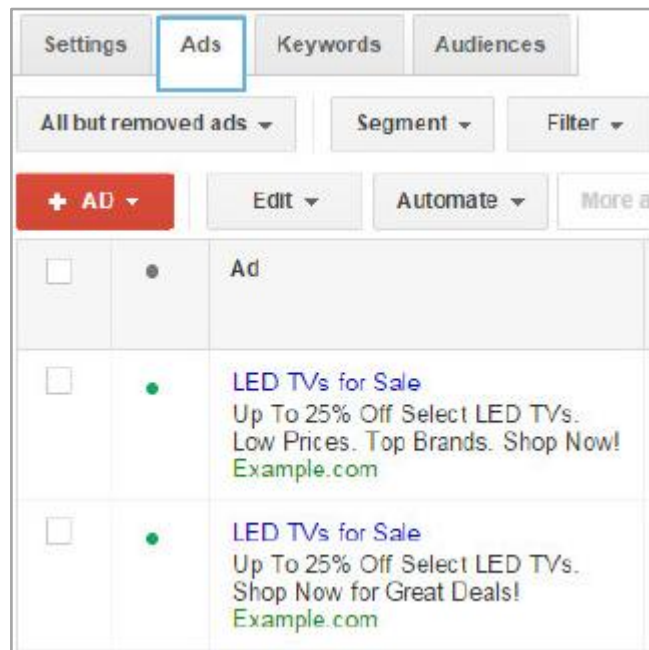 Settings Ads Keywords Audiences
All but removed ads Segment Filter
+ AD Edit Automate More
Ad
LED TVs for Sale
Up To 25% Off Select LED TVs.
Low Prices. Top Brands. Shop Now!
Example.com
LED TVs for Sale
Up To 25% Off Select LED TVs.
Shop Now for Great Deals!
Example.com